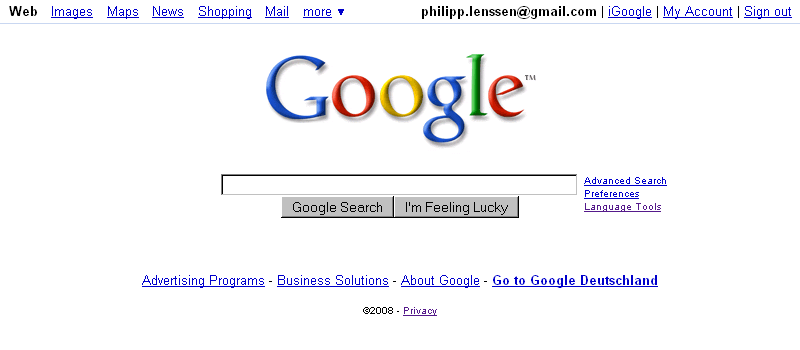 Web Images Maps News Shopping Mail more ▼ philipp.lenssen@gmail.com | iGoogle | My Account | Sign out
Google™
Advanced Search
Preferences
Language Tools
Google Search I'm Feeling Lucky
Advertising Programs - Business Solutions - About Google - Go to Google Deutschland
©2008 - Privacy